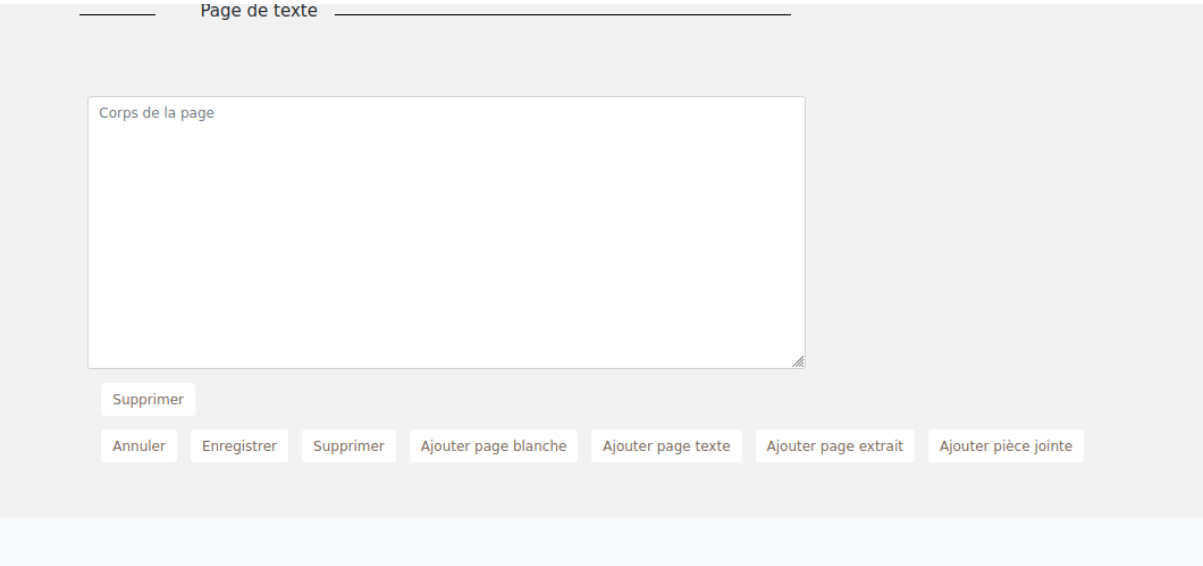 Page de texte
Corps de la page
Supprimer
Annuler Enregistrer Supprimer Ajouter page blanche Ajouter page texte Ajouter page extrait Ajouter pièce jointe